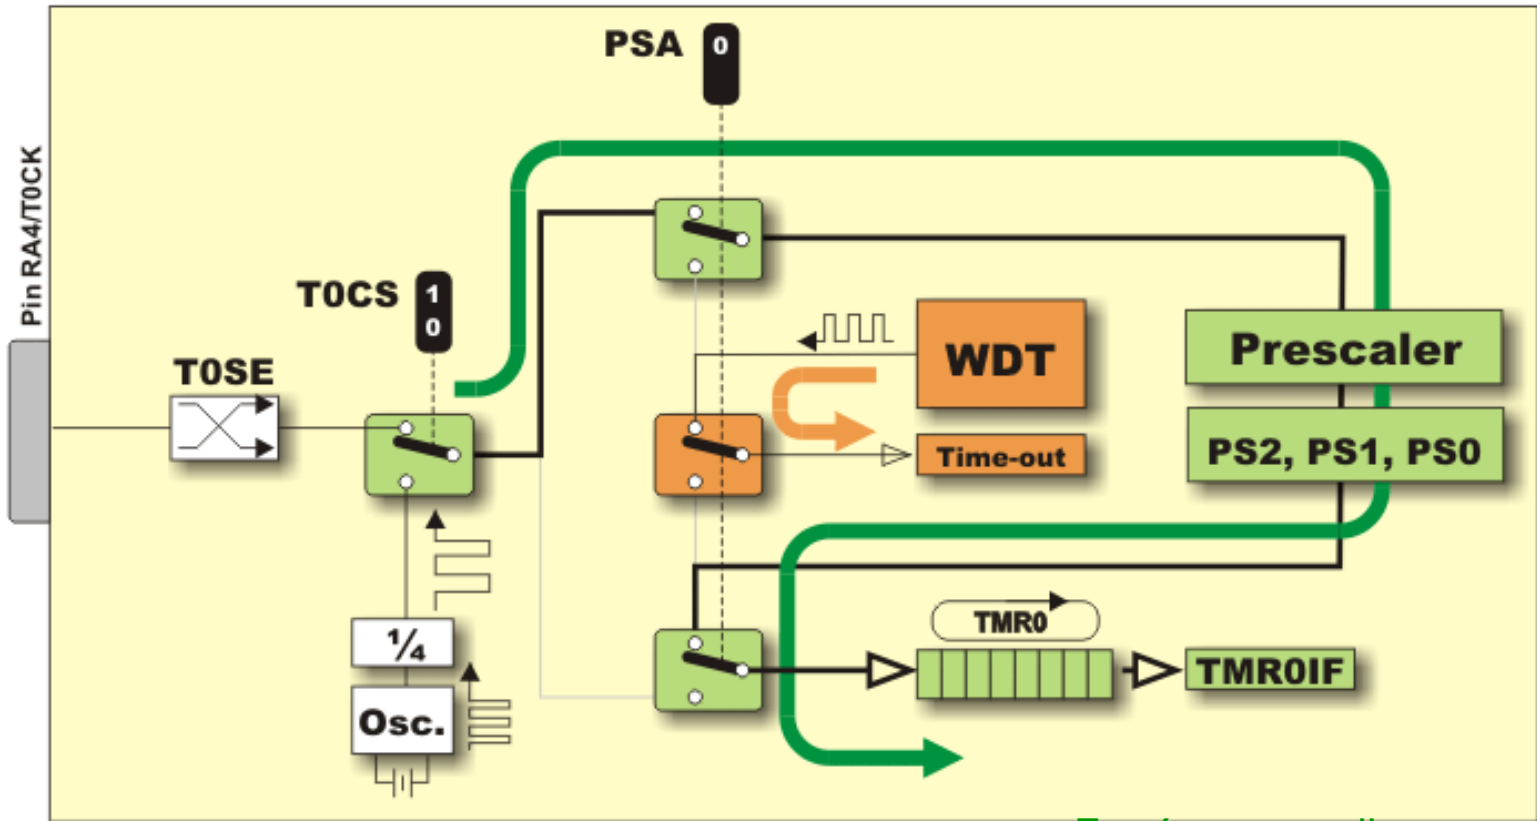 PSA
0
Pin RA4/T0CK
T0CS
1
0
T0SE
WDT
Prescaler
Time-out
PS2, PS1, PS0
¼
TMR0
TMR0IF
Osc.